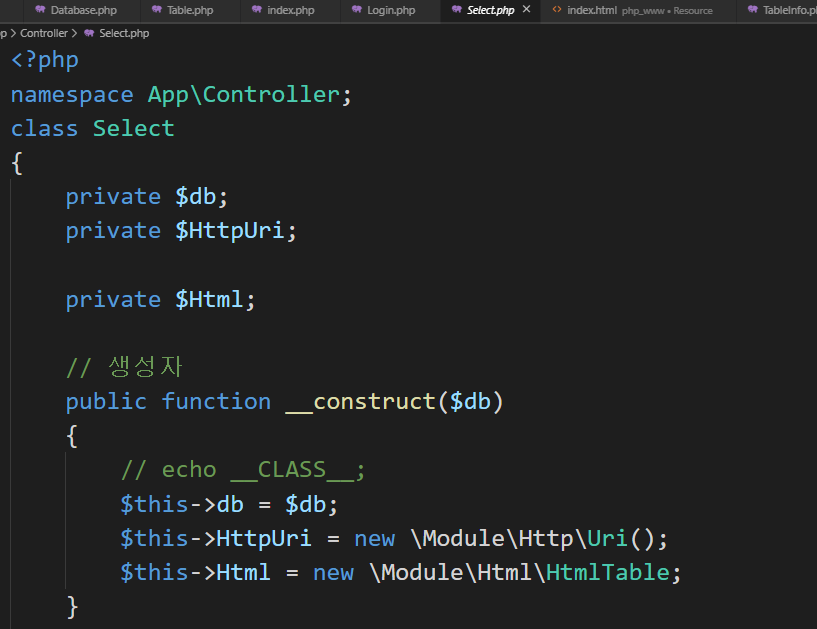 Database.php Table.php index.php Login.php Select.php × index.html php_www • Resource TableInfo.p
p > Controller > Select.php
<?php
namespace App\Controller;
class Select
{
private $db;
private $HttpUri;
private $Html;
// 생성자
public function __construct($db)
{
// echo __CLASS__;
$this->db = $db;
$this->HttpUri = new \Module\Http\Uri();
$this->Html = new \Module\Html\HtmlTable;
}